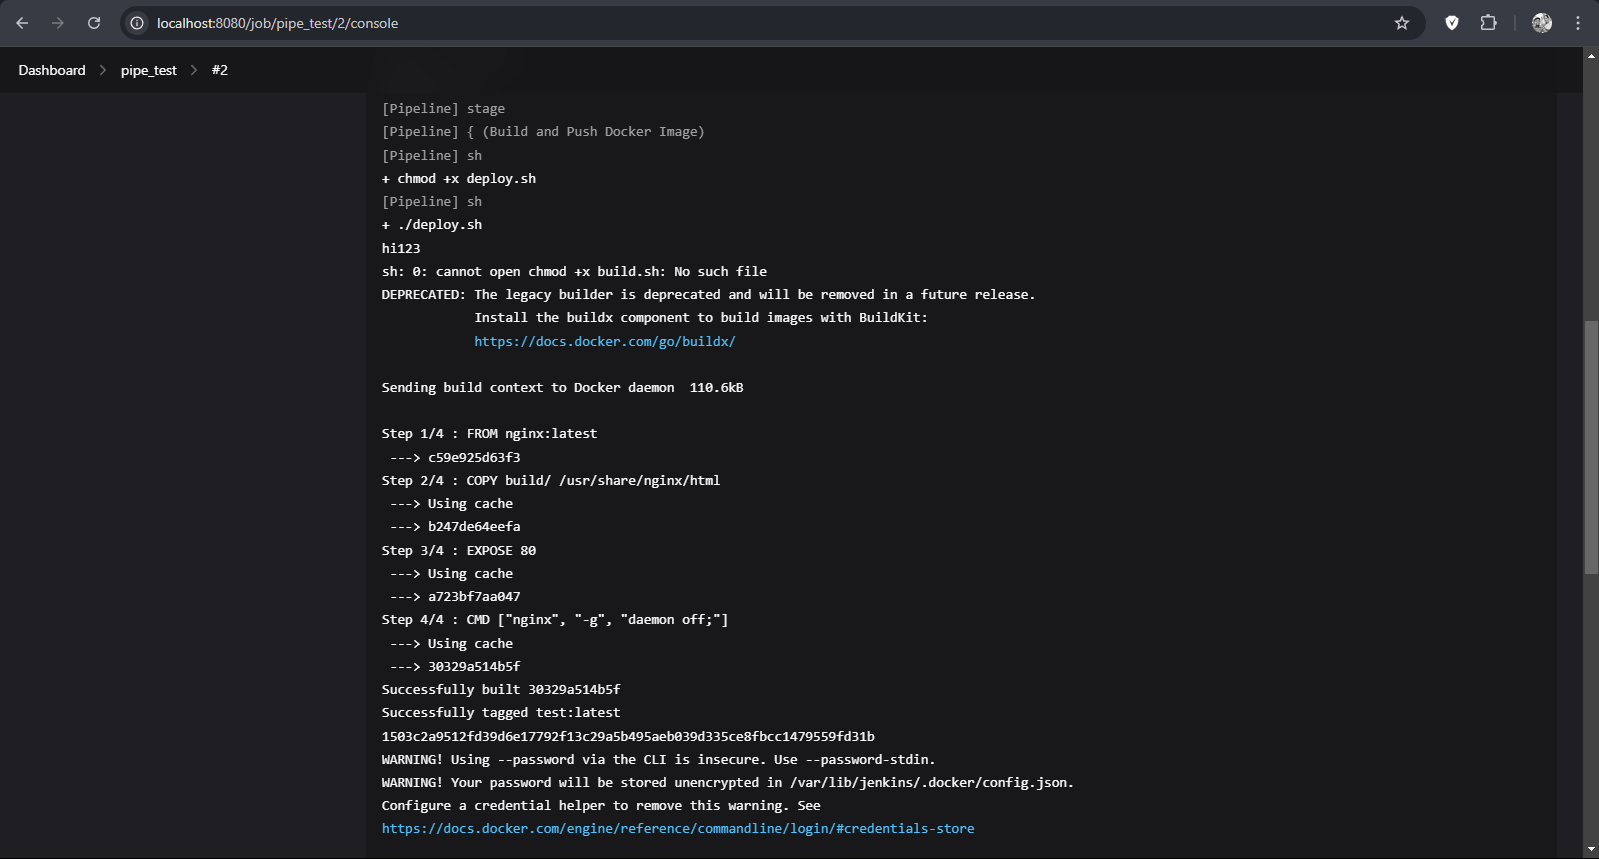 localhost:8080/job/pipe_test/2/console
Dashboard > pipe_test > #2
[Pipeline] stage
[Pipeline] { (Build and Push Docker Image)
[Pipeline] sh
+ chmod +x deploy.sh
[Pipeline] sh
+ ./deploy.sh
hi123
sh: 0: cannot open chmod +x build.sh: No such file
DEPRECATED: The legacy builder is deprecated and will be removed in a future release.
            Install the buildx component to build images with BuildKit:
            https://docs.docker.com/go/buildx/
Sending build context to Docker daemon  110.6kB
Step 1/4 : FROM nginx:latest
 ---> c59e925d63f3
Step 2/4 : COPY build/ /usr/share/nginx/html
 ---> Using cache
 ---> b247de64eefa
Step 3/4 : EXPOSE 80
 ---> Using cache
 ---> a723bf7aa047
Step 4/4 : CMD ["nginx", "-g", "daemon off;"]
 ---> Using cache
 ---> 30329a514b5f
Successfully built 30329a514b5f
Successfully tagged test:latest
1503c2a9512fd39d6e17792f13c29a5b495aeb039d335ce8fbcc1479559fd31b
WARNING! Using --password via the CLI is insecure. Use --password-stdin.
WARNING! Your password will be stored unencrypted in /var/lib/jenkins/.docker/config.json.
Configure a credential helper to remove this warning. See
https://docs.docker.com/engine/reference/commandline/login/#credentials-store